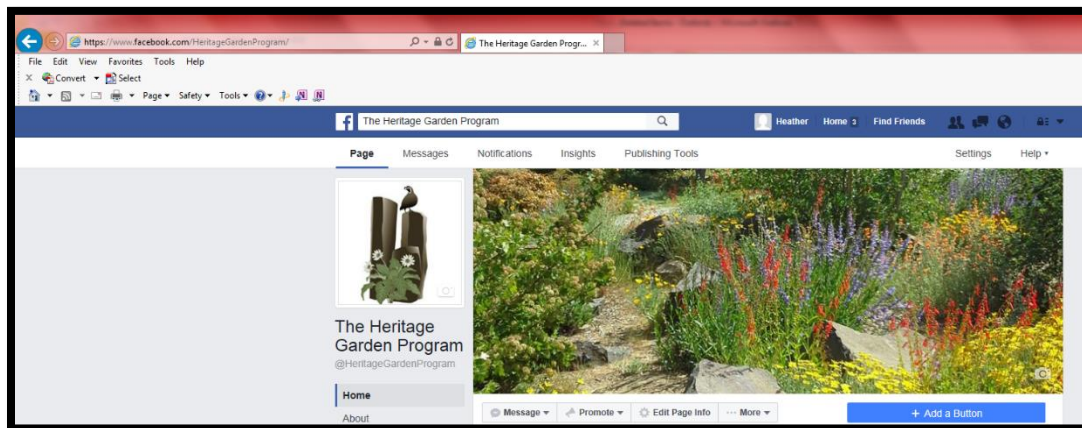 https://www.facebook.com/HeritageGardenProgram/
The Heritage Garden Progr...
File Edit View Favorites Tools Help
Convert Select
Page Safety Tools
The Heritage Garden Program
Heather Home 3 Find Friends
Page Messages Notifications Insights Publishing Tools Settings Help
The Heritage
Garden Program
@HeritageGardenProgram
Home
About
Message Promote Edit Page Info ... More + Add a Button